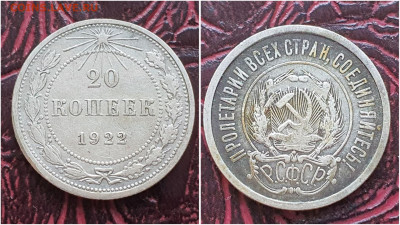 20
КОПЕЕК
1922
ПРОЛЕТАРИИ ВСЕХ СТРАН, СОЕДИНЯЙТЕСЬ!
Р.С.Ф.С.Р.